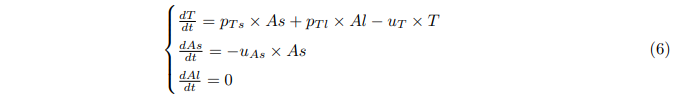 dT/dt = p_{Ts} × As + p_{Tl} × Al − u_T × T
dAs/dt = −u_{As} × As (6)
dAl/dt = 0